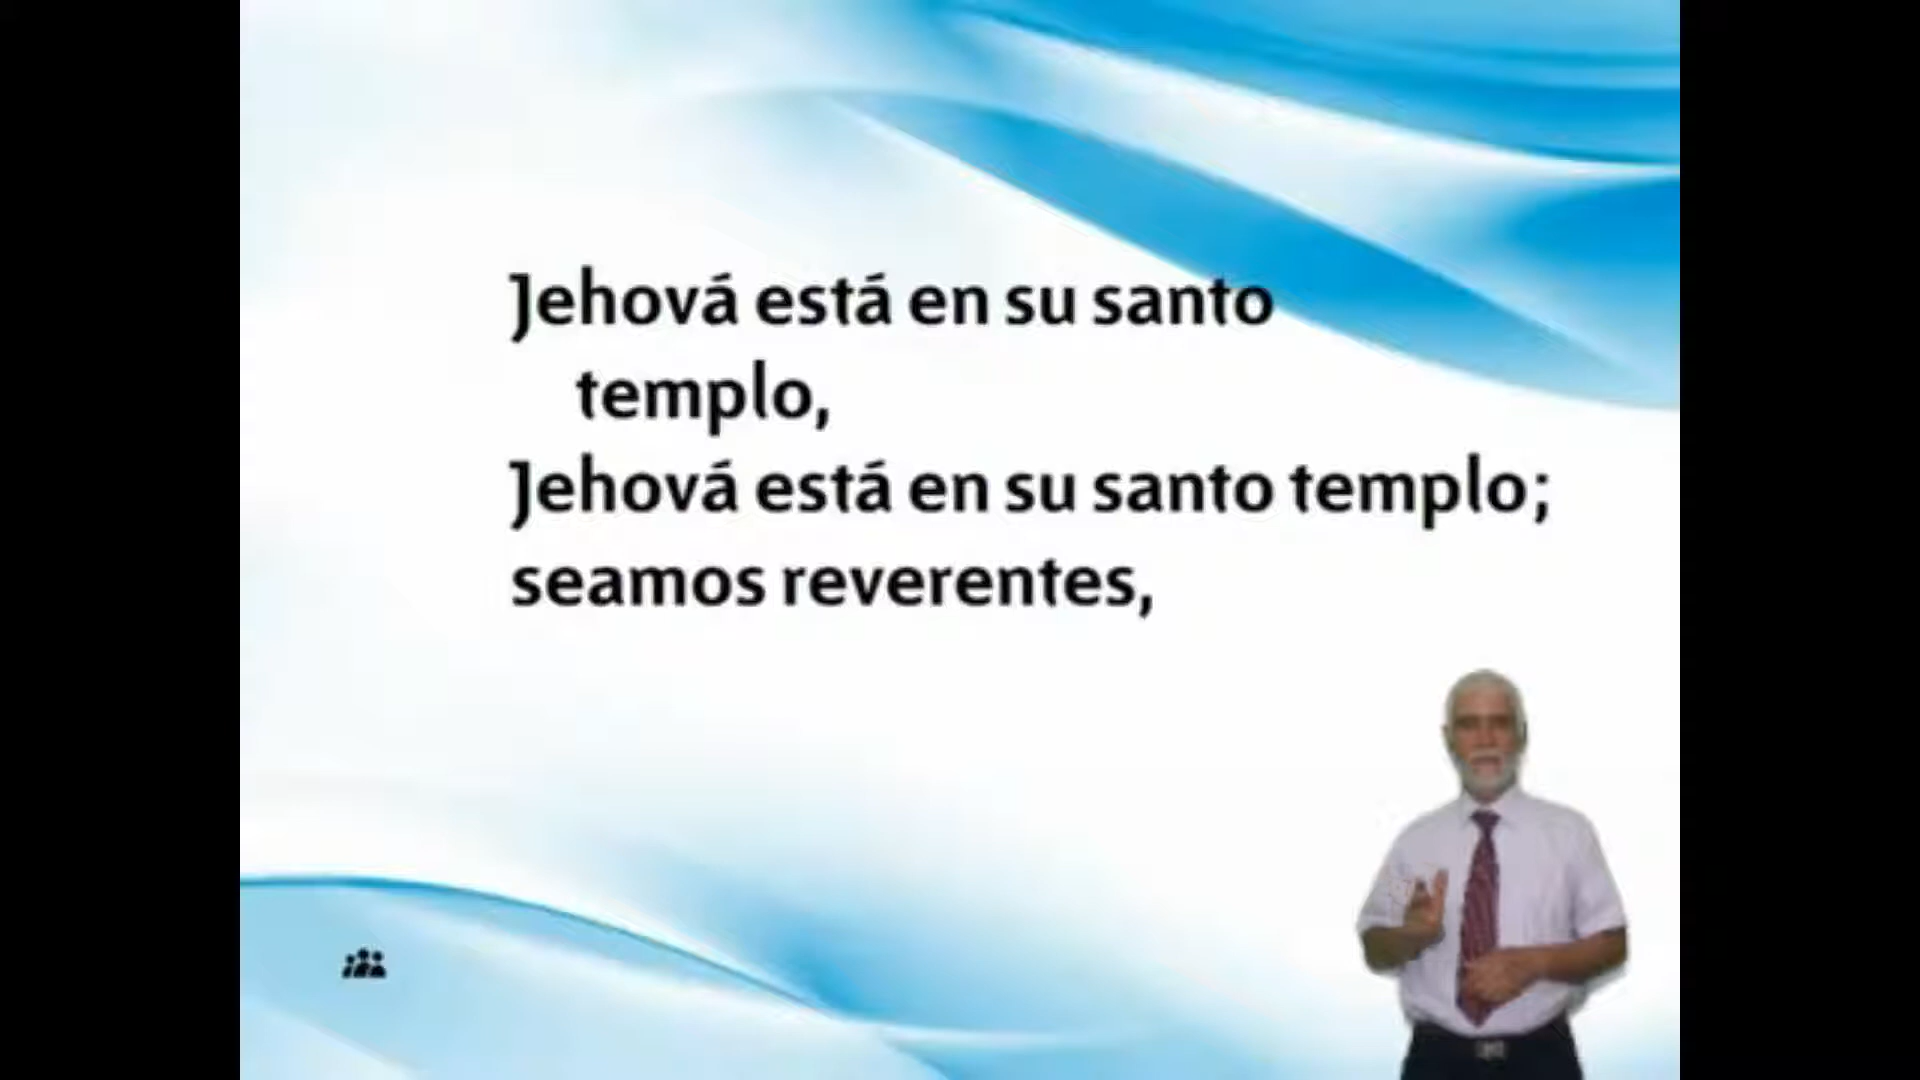 Jehová está en su santo
templo,
Jehová está en su santo templo;
seamos reverentes,